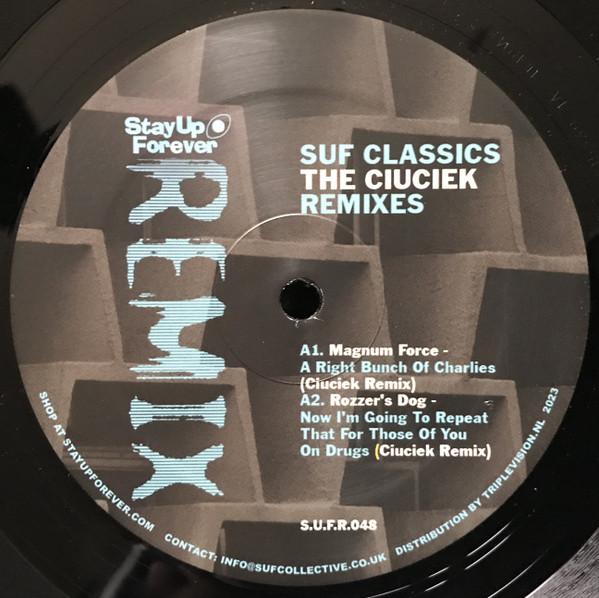 StayUp
Forever
REMIX
SUF CLASSICS
THE CIUCIEK
REMIXES
A1. Magnum Force -
A Right Bunch Of Charlies
(Ciuciek Remix)
A2. Rozzer's Dog -
Now I'm Going To Repeat
That For Those Of You
On Drugs (Ciuciek Remix)
S.U.F.R.048
SHOP AT STAYUPFOREVER.COM CONTACT: INFO@SUFCOLLECTIVE.CO.UK DISTRIBUTION BY TRIPLEVISION.NL 2023